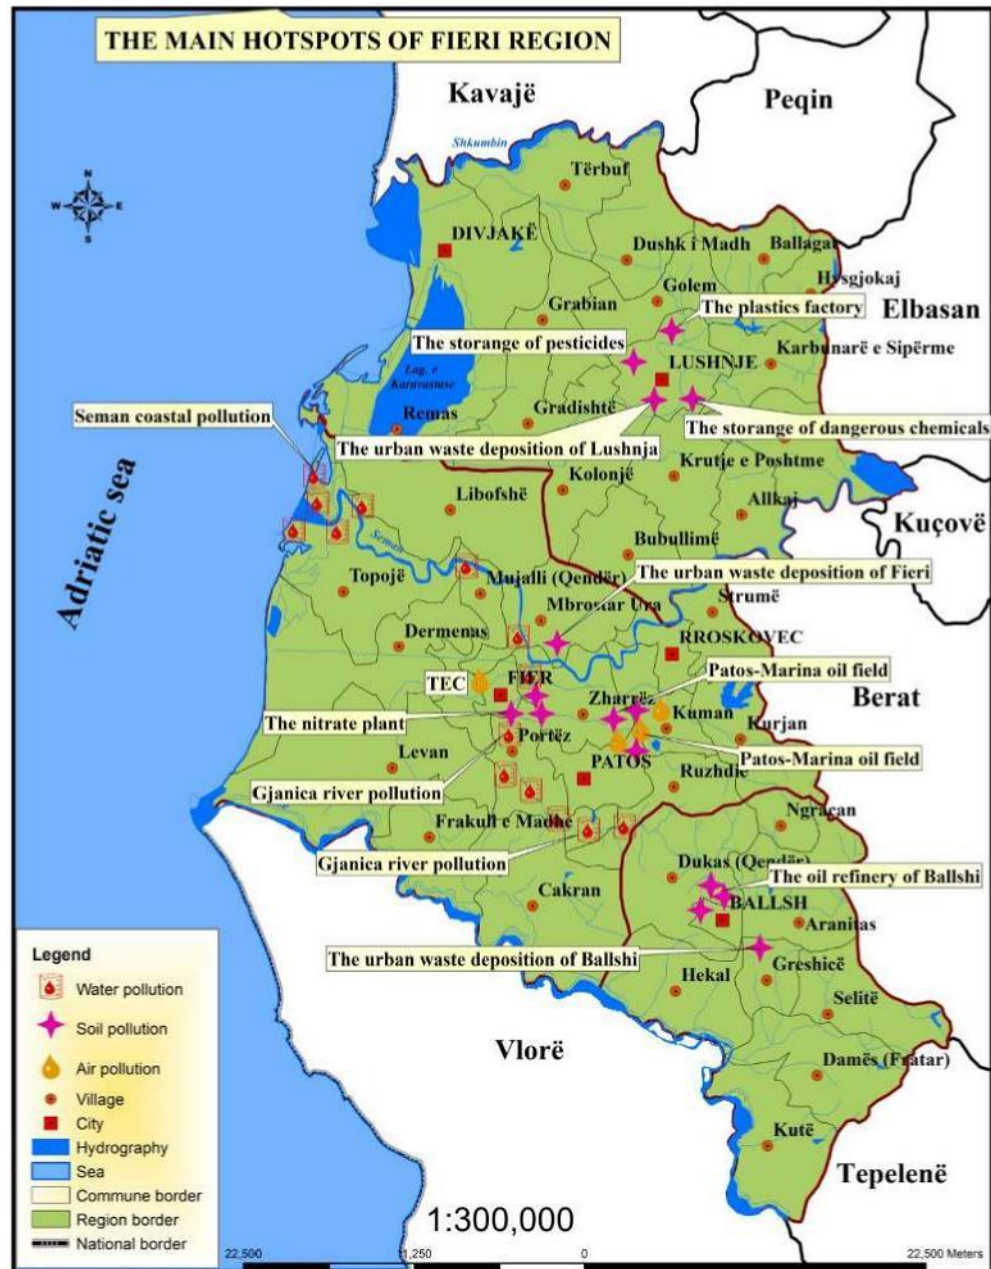 THE MAIN HOTSPOTS OF FIERI REGION
Kavajë
Peqin
Shkumbin
Tërbuf
N
W E
S
DIVJAKË
Dushk i Madh
Ballagat
Hysgjokaj
Golem
Elbasan
Grabian
The plastics factory
The storange of pesticides
Karbunarë e Sipërme
LUSHNJE
Lag. e
Karavastase
Seman coastal pollution
Remas
Gradishtë
The storange of dangerous chemicals
The urban waste deposition of Lushnja
Krutje e Poshtme
Kolonjë
Libofshë
Allkaj
Kuçovë
Adriatic sea
Seman
Bubullimë
Topojë
Mujalli (Qendër)
The urban waste deposition of Fieri
Mbrostar Ura
Strumë
Dermenas
RROSKOVEC
TEC
FIER
Patos-Marina oil field
Zharrëz
Berat
The nitrate plant
Kuman
Kurjan
Portëz
Levan
PATOS
Patos-Marina oil field
Ruzhdie
Gjanica river pollution
Ngraçan
Frakull e Madhe
Gjanica river pollution
Dukas (Qendër)
The oil refinery of Ballshi
Cakran
BALLSH
Aranitas
The urban waste deposition of Ballshi
Greshicë
Hekal
Selitë
Vlorë
Damës (Fratar)
Kutë
Tepelenë
Legend
Water pollution
Soil pollution
Air pollution
Village
City
Hydrography
Sea
Commune border
Region border
National border
1:300,000
22,500 11,250 0 22,500 Meters